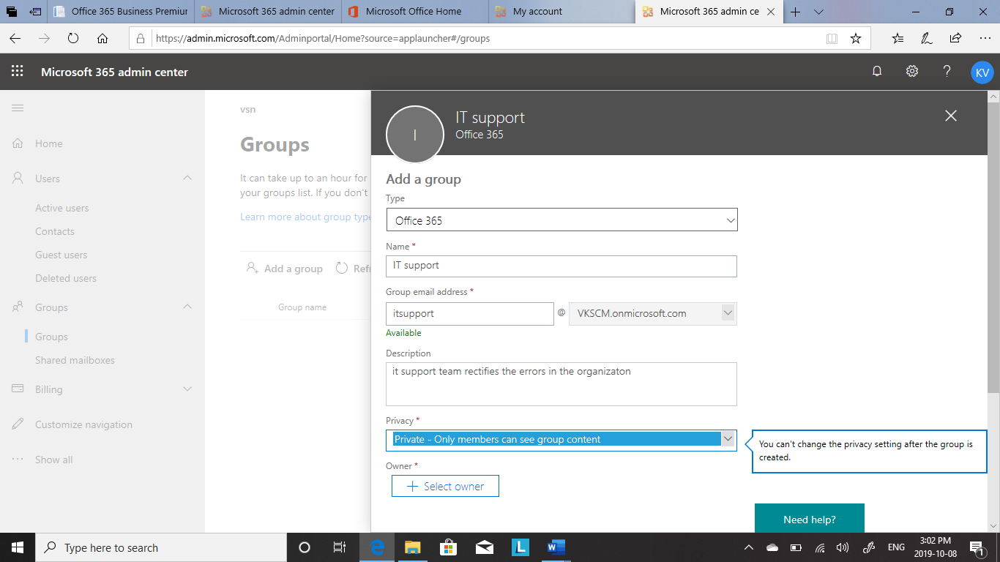 Office 365 Business Premiun
Microsoft 365 admin center
Microsoft Office Home
My account
Microsoft 365 admin ce
https://admin.microsoft.com/Adminportal/Home?source=applauncher#/groups
Microsoft 365 admin center
KV
Home
Users
Active users
Contacts
Guest users
Deleted users
Groups
Groups
Shared mailboxes
Billing
Customize navigation
Show all
vsn
Groups
It can take up to an hour for
your groups list. If you don't
Learn more about group type
Add a group
Refr
Group name
I
IT support
Office 365
Add a group
Type
Office 365
Name *
IT support
Group email address *
itsupport @ VKSCM.onmicrosoft.com
Available
Description
it support team rectifies the errors in the organizaton
Privacy *
Private - Only members can see group content
You can't change the privacy setting after the group is
created.
Owner *
Select owner
Need help?
Type here to search
L
W
ENG
3:02 PM
2019-10-08
1